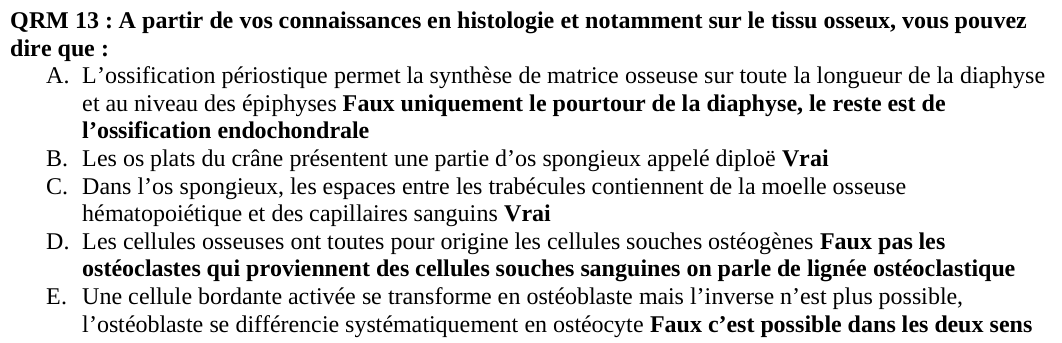 QRM 13 : A partir de vos connaissances en histologie et notamment sur le tissu osseux, vous pouvez
dire que :
A. L’ossification périostique permet la synthèse de matrice osseuse sur toute la longueur de la diaphyse
et au niveau des épiphyses Faux uniquement le pourtour de la diaphyse, le reste est de
l’ossification endochondrale
B. Les os plats du crâne présentent une partie d’os spongieux appelé diploë Vrai
C. Dans l’os spongieux, les espaces entre les trabécules contiennent de la moelle osseuse
hématopoiétique et des capillaires sanguins Vrai
D. Les cellules osseuses ont toutes pour origine les cellules souches ostéogènes Faux pas les
ostéoclastes qui proviennent des cellules souches sanguines on parle de lignée ostéoclastique
E. Une cellule bordante activée se transforme en ostéoblaste mais l’inverse n’est plus possible,
l’ostéoblaste se différencie systématiquement en ostéocyte Faux c’est possible dans les deux sens